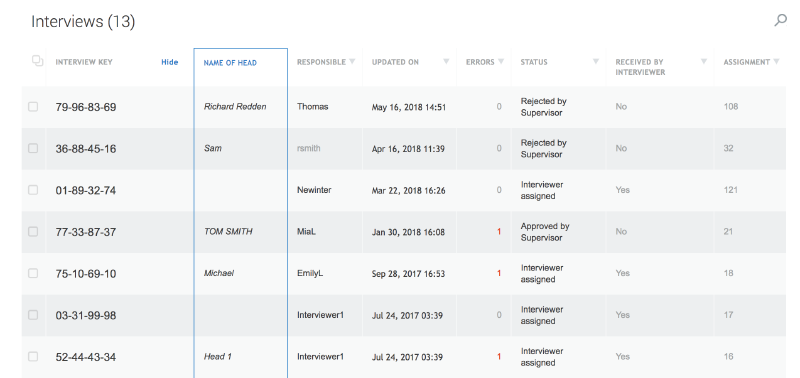 Interviews (13)
INTERVIEW KEY Hide NAME OF HEAD RESPONSIBLE UPDATED ON ERRORS STATUS RECEIVED BY INTERVIEWER ASSIGNMENT
79-96-83-69 Richard Redden Thomas May 16, 2018 14:51 0 Rejected by Supervisor No 108
36-88-45-16 Sam rsmith Apr 16, 2018 11:39 0 Rejected by Supervisor No 32
01-89-32-74 Newinter Mar 22, 2018 16:26 0 Interviewer assigned Yes 121
77-33-87-37 TOM SMITH MiaL Jan 30, 2018 16:08 1 Approved by Supervisor No 21
75-10-69-10 Michael EmilyL Sep 28, 2017 16:53 1 Interviewer assigned Yes 18
03-31-99-98 Interviewer1 Jul 24, 2017 03:39 0 Interviewer assigned Yes 17
52-44-43-34 Head 1 Interviewer1 Jul 24, 2017 03:39 1 Interviewer assigned Yes 16